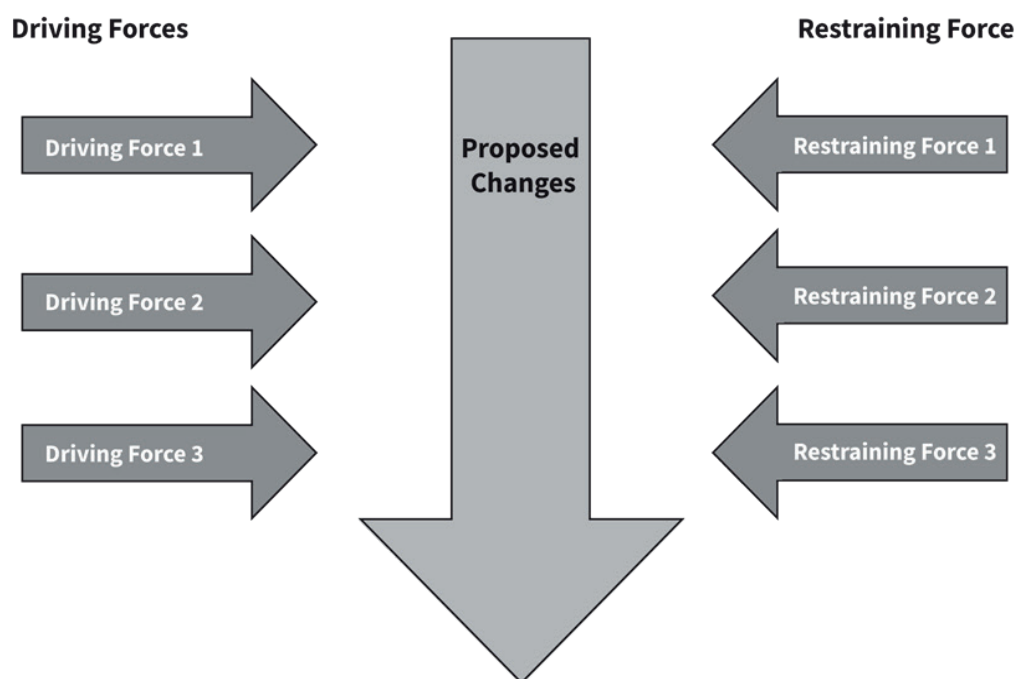 Driving Forces
Restraining Force
Driving Force 1
Proposed
Changes
Restraining Force 1
Driving Force 2
Restraining Force 2
Driving Force 3
Restraining Force 3